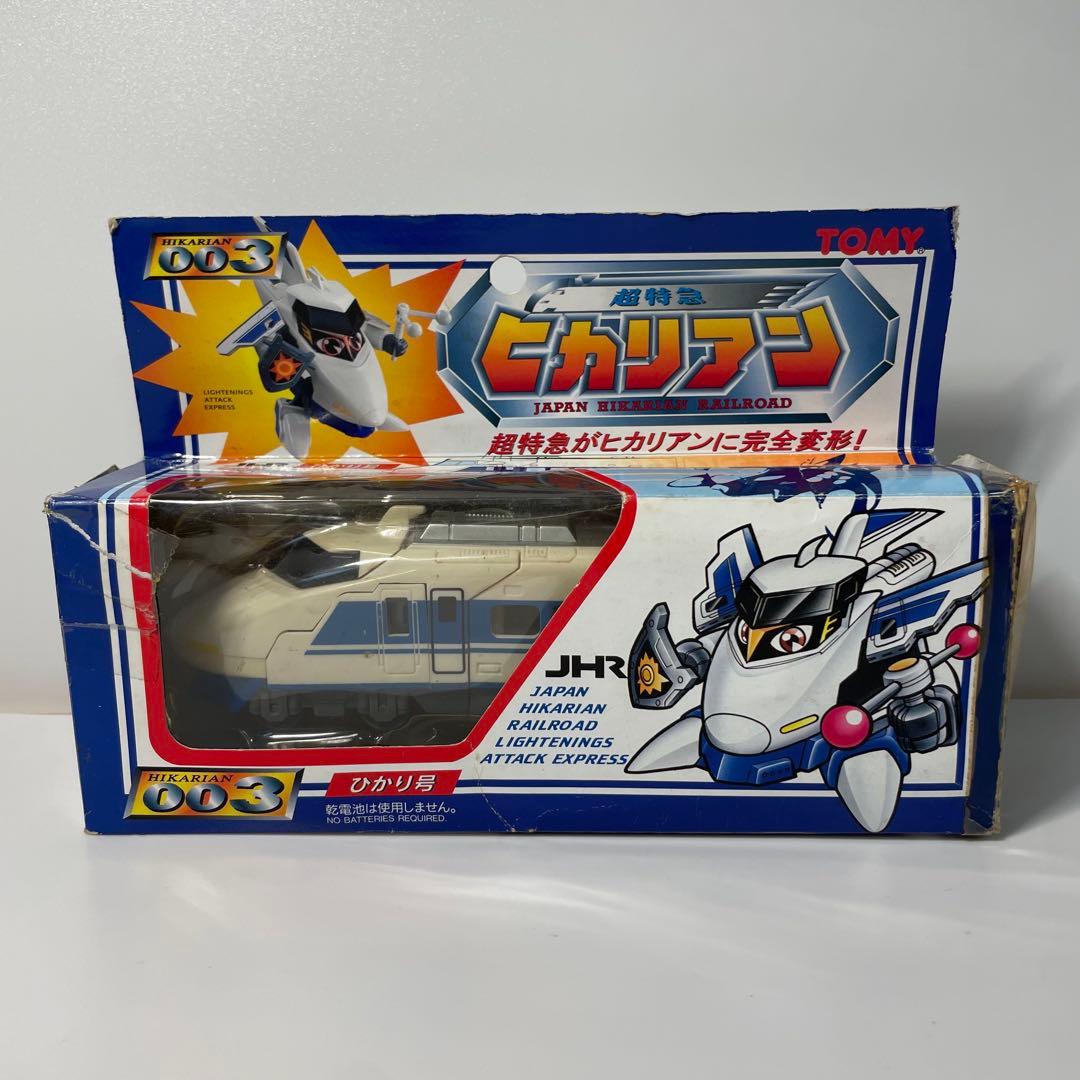 HIKARIAN
003
TOMY®
LIGHTENINGS
ATTACK
EXPRESS
超特急
ヒカリアン
JAPAN HIKARIAN RAILROAD
超特急がヒカリアンに完全変形!
JHR
JAPAN
HIKARIAN
RAILROAD
LIGHTENINGS
ATTACK EXPRESS
HIKARIAN
003
ひかり号
乾電池は使用しません。
NO BATTERIES REQUIRED.